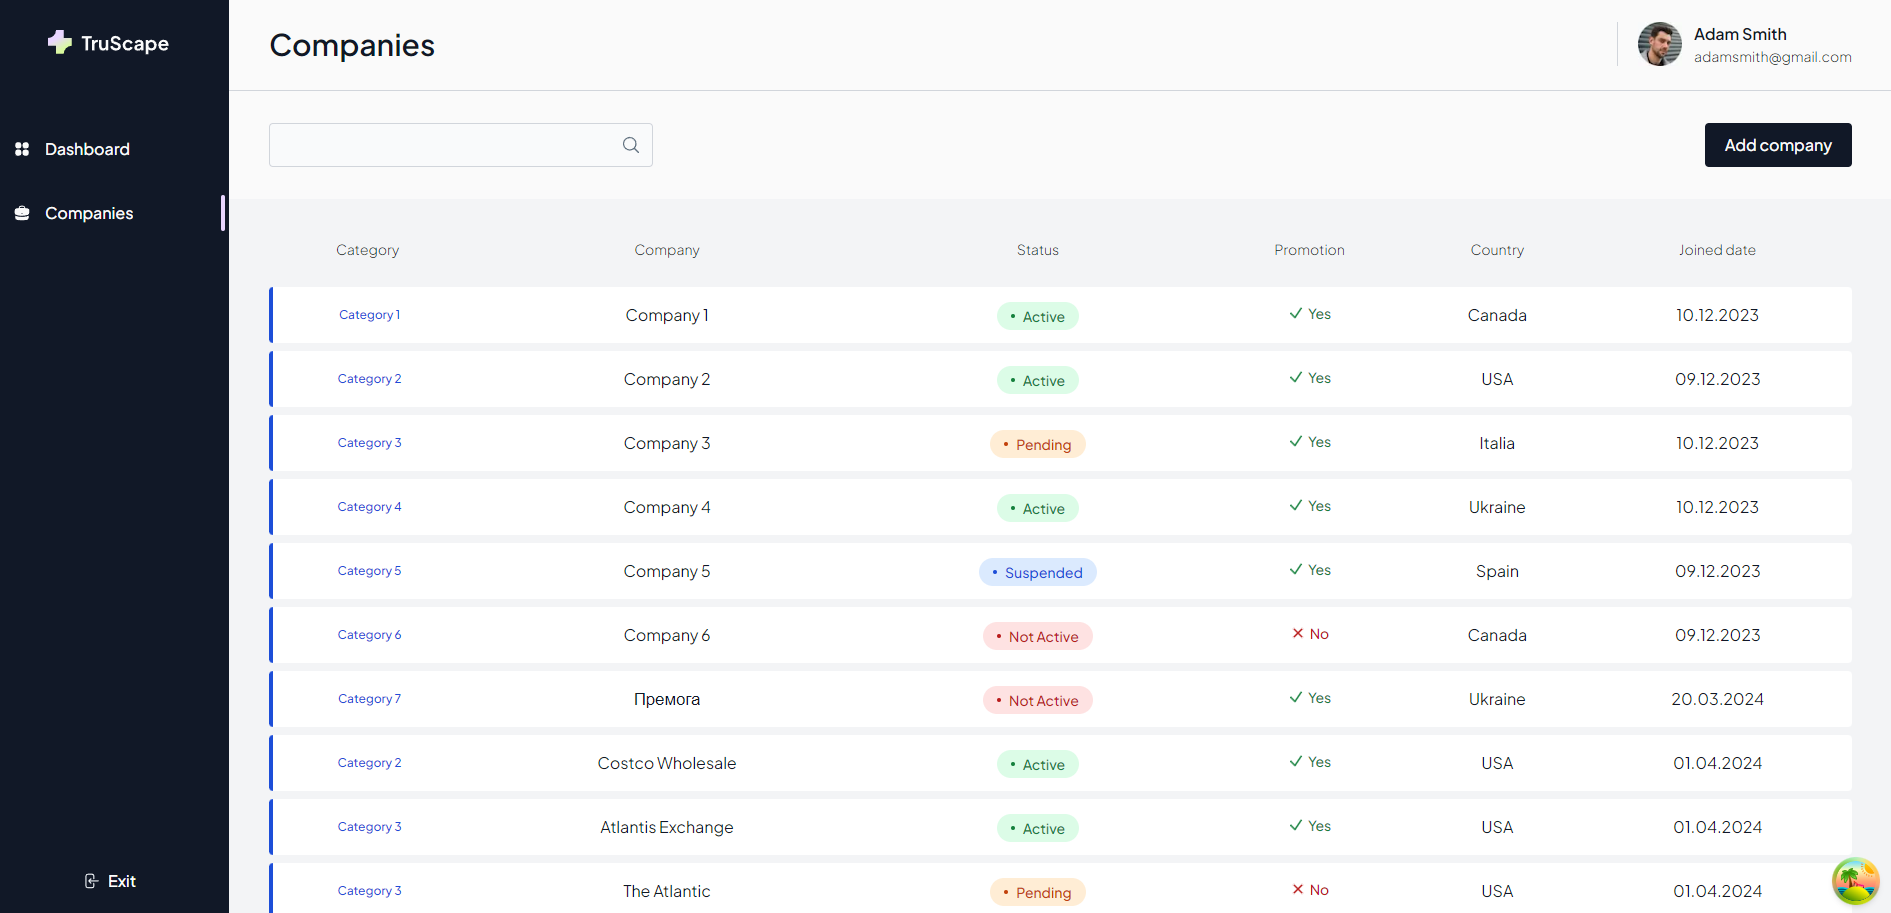 TruScape
Companies
Adam Smith
adamsmith@gmail.com
Dashboard
Companies
Add company
Category Company Status Promotion Country Joined date
Category 1 Company 1 • Active Yes Canada 10.12.2023
Category 2 Company 2 • Active Yes USA 09.12.2023
Category 3 Company 3 • Pending Yes Italia 10.12.2023
Category 4 Company 4 • Active Yes Ukraine 10.12.2023
Category 5 Company 5 • Suspended Yes Spain 09.12.2023
Category 6 Company 6 • Not Active No Canada 09.12.2023
Category 7 Премога • Not Active Yes Ukraine 20.03.2024
Category 2 Costco Wholesale • Active Yes USA 01.04.2024
Category 3 Atlantis Exchange • Active Yes USA 01.04.2024
Category 3 The Atlantic • Pending No USA 01.04.2024
Exit